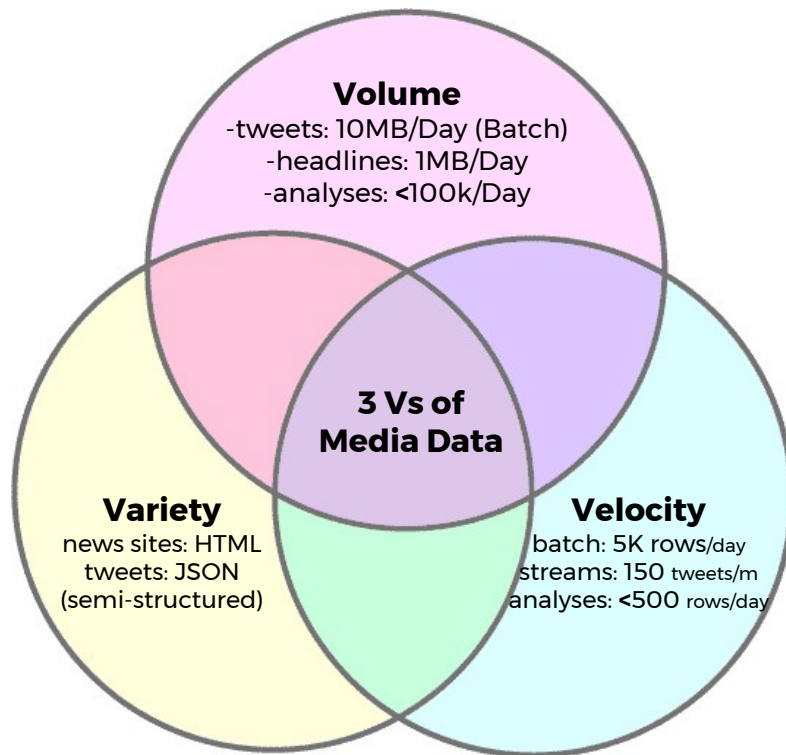 Volume
-tweets: 10MB/Day (Batch)
-headlines: 1MB/Day
-analyses: <100k/Day
3 Vs of
Media Data
Variety
news sites: HTML
tweets: JSON
(semi-structured)
Velocity
batch: 5K rows/day
streams: 150 tweets/m
analyses: <500 rows/day